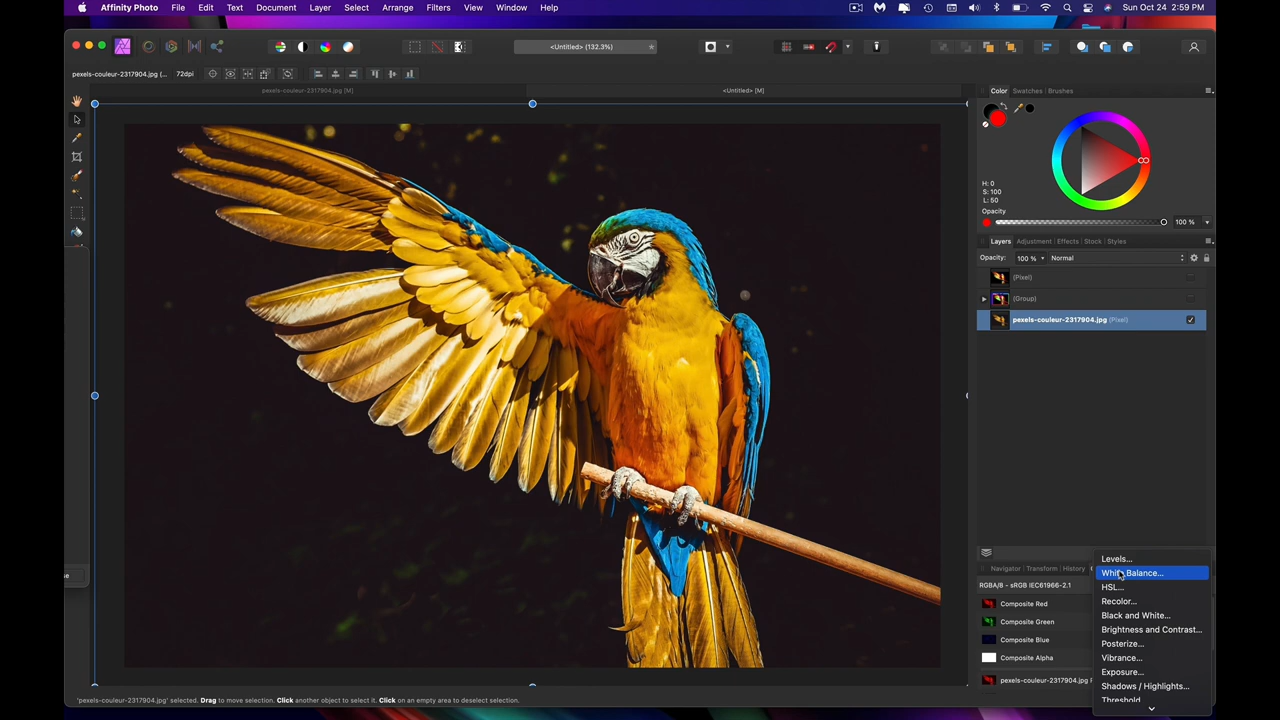 Affinity Photo File Edit Text Document Layer Select Arrange Filters View Window Help Sun Oct 24 2:59 PM
<Untitled> (132.3%) *
pexels-couleur-2317904.jpg (... 72dpi
pexels-couleur-2317904.jpg [M] <Untitled> [M]
Color Swatches Brushes
H: 0
S: 100
L: 50
Opacity
100 %
Layers Adjustment Effects Stock Styles
Opacity: 100 % Normal
(Pixel)
(Group)
pexels-couleur-2317904.jpg (Pixel)
Levels...
Navigator Transform History
White Balance...
RGBA/8 - sRGB IEC61966-2.1
HSL...
Composite Red
Recolor...
Composite Green
Black and White...
Composite Blue
Brightness and Contrast...
Posterize...
Composite Alpha
Vibrance...
Exposure...
pexels-couleur-2317904.jpg
Shadows / Highlights...
Threshold
'pexels-couleur-2317904.jpg' selected. Drag to move selection. Click another object to select it. Click on an empty area to deselect selection.